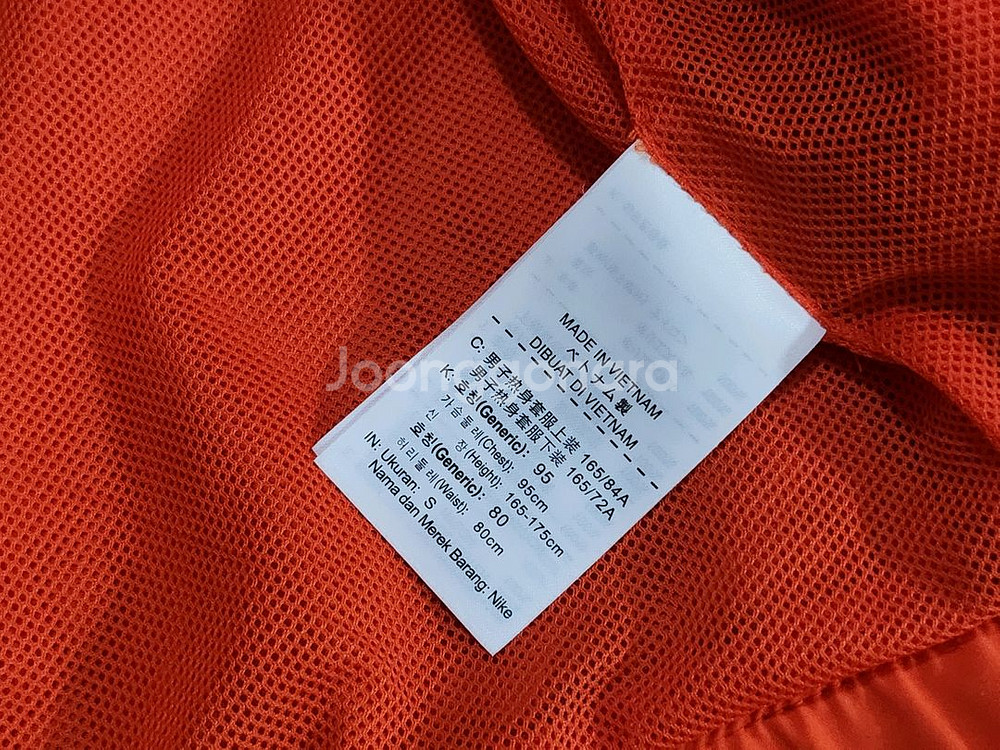 MADE IN VIETNAM
ベトナム製
DIBUAT DI VIETNAM
C: 男子热身套服上装 165/84A
男子热身套服下装 165/72A
K: 호칭(Generic): 95
가슴둘레(Chest): 95cm
신 장(Height): 165-175cm
호칭(Generic): 80
허리둘레(Waist): 80cm
IN: Ukuran: S
Nama dan Merek Barang: Nike
Joongonara